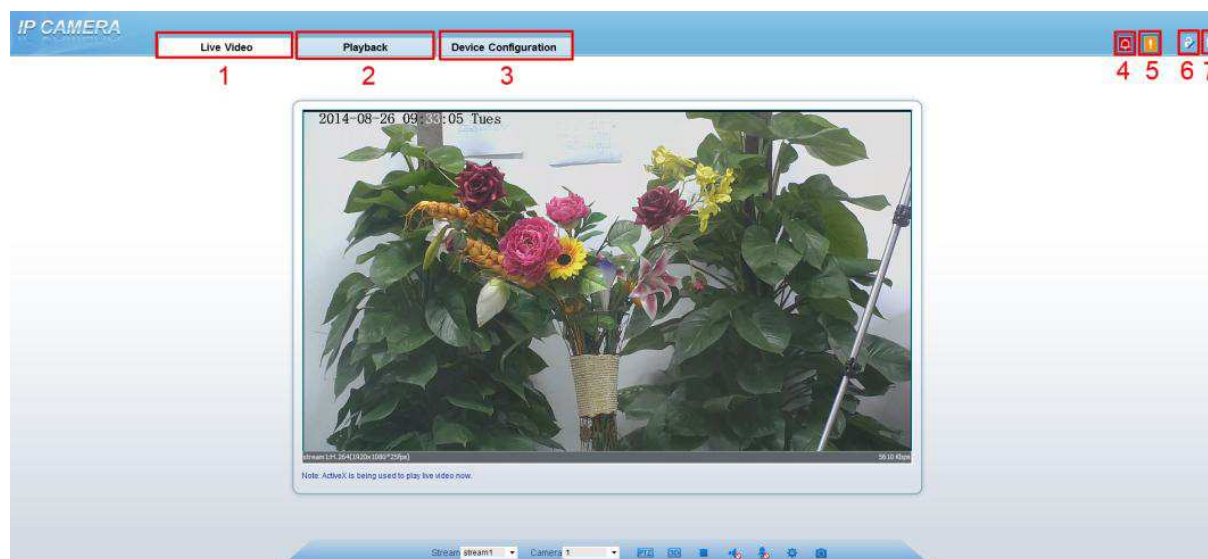 IP CAMERA
Live Video Playback Device Configuration
1 2 3 4 5 6 7
2014-08-26 09:33:05 Tues
stream1:H.264(1920x1080*25fps) 5610 Kbps
Note: ActiveX is being used to play live video now.
Stream stream1 Camera 1 PTZ 3D